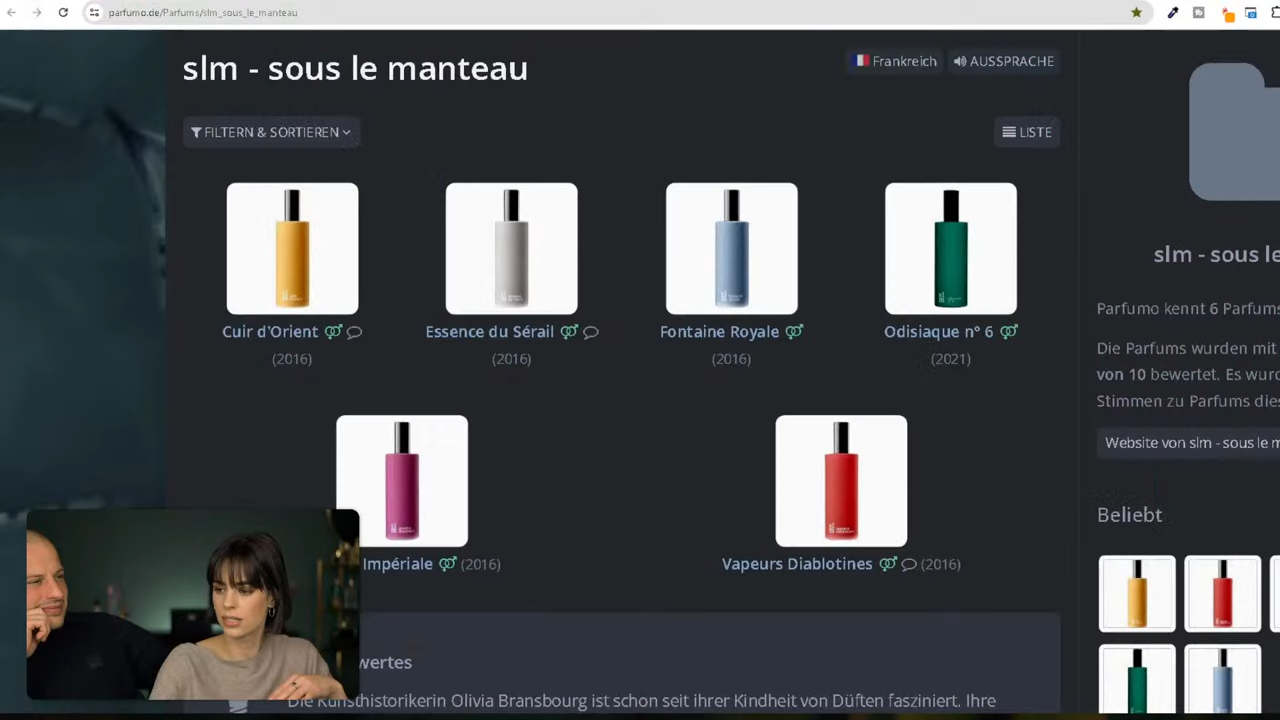 parfumo.de/Parfums/slm_sous_le_manteau
slm - sous le manteau
Frankreich
AUSSPRACHE
FILTERN & SORTIEREN
LISTE
Cuir d'Orient
(2016)
Essence du Sérail
(2016)
Fontaine Royale
(2016)
Odisiaque n° 6
(2021)
Impériale (2016)
Vapeurs Diablotines (2016)
wertes
Die Kunsthistorikerin Olivia Bransbourg ist schon seit ihrer Kindheit von Düften fasziniert. Ihre
slm - sous le
Parfumo kennt 6 Parfums
Die Parfums wurden mit
von 10 bewertet. Es wurd
Stimmen zu Parfums dies
Website von slm - sous le m
Beliebt